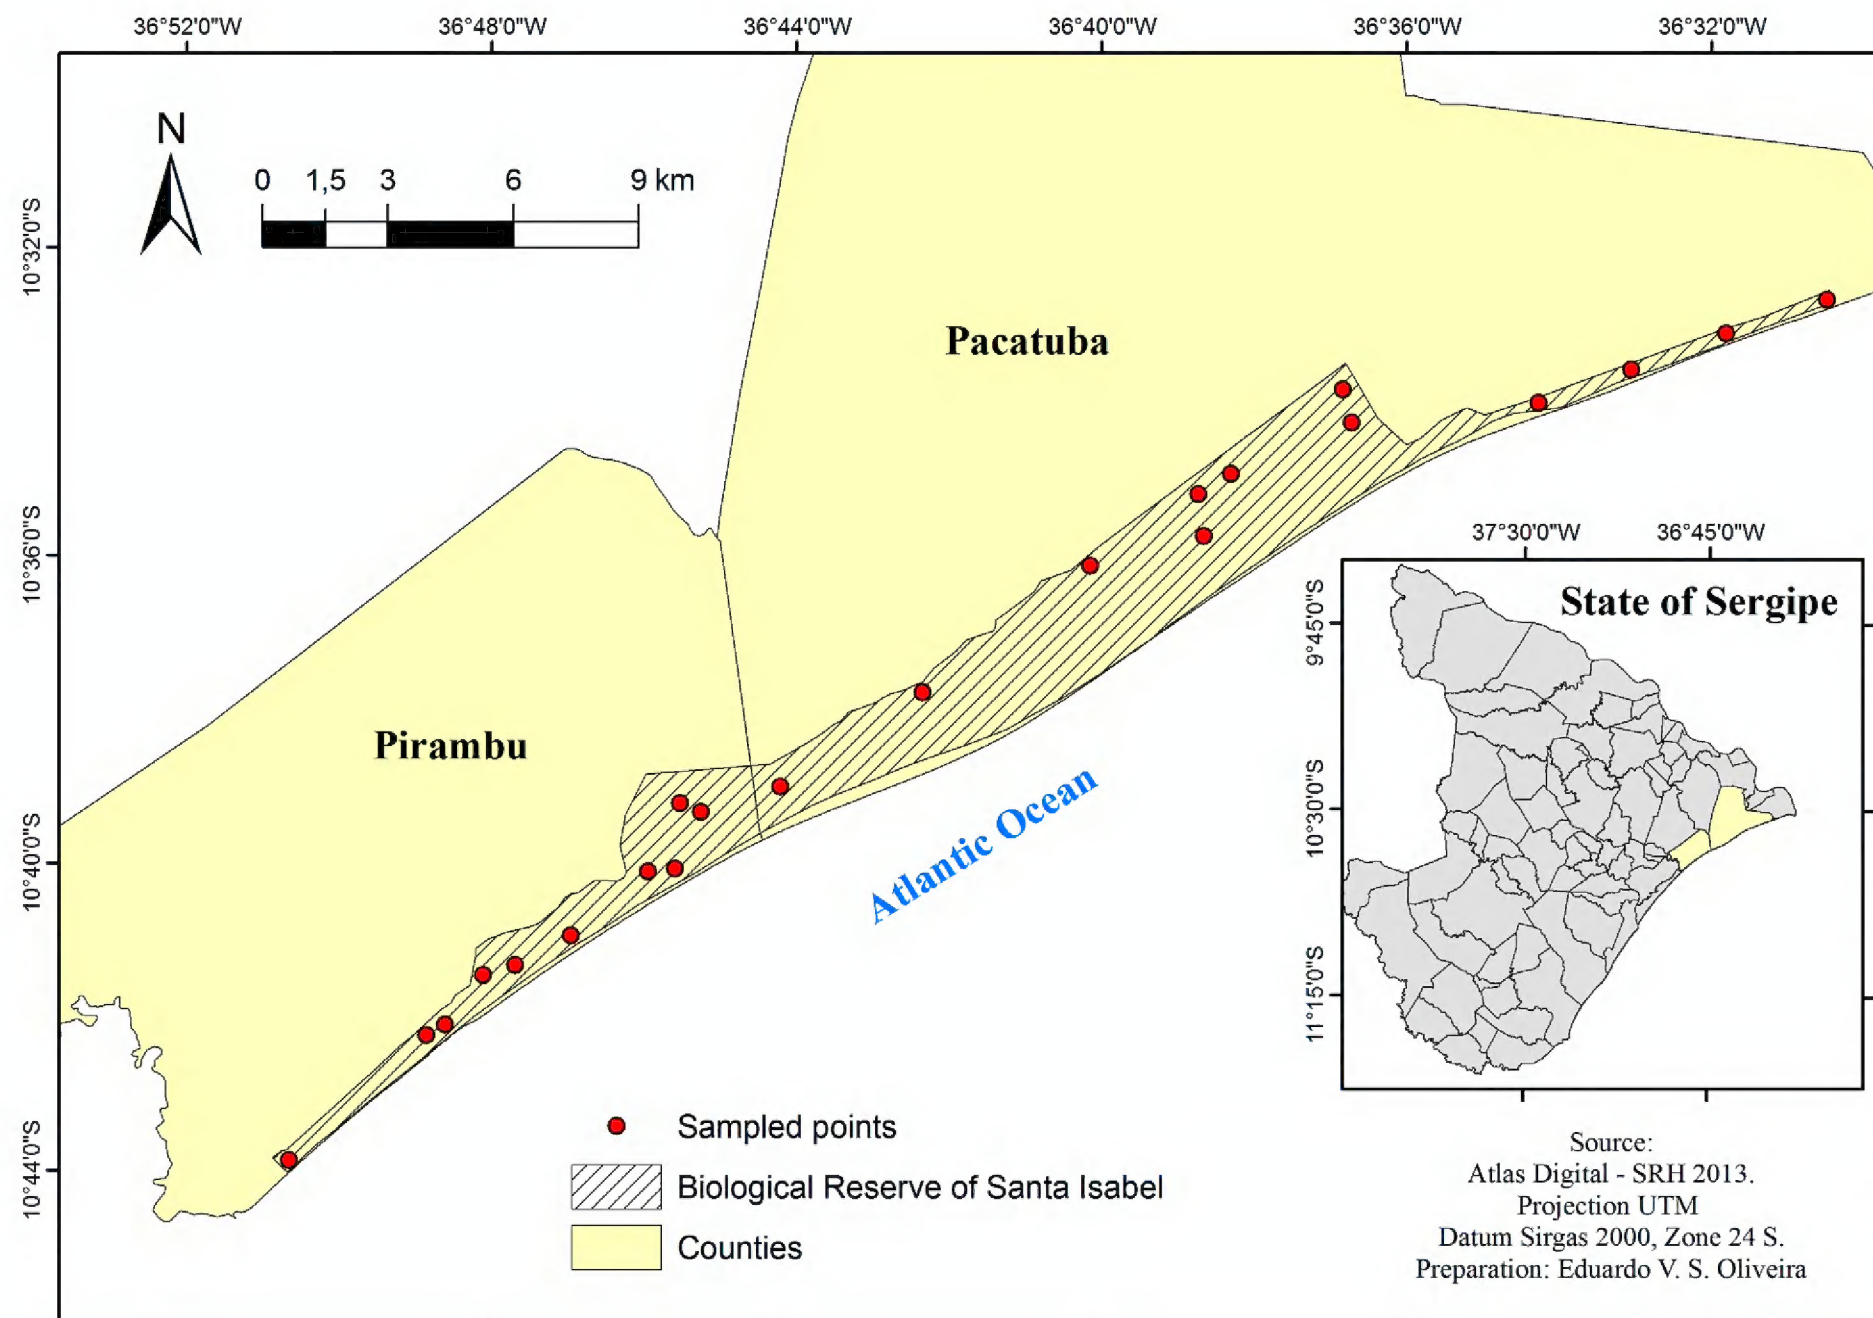 36°52'0"W 36°48'0"W 36°44'0"W 36°40'0"W 36°36'0"W 36°32'0"W
N
0 1,5 3 6 9 km
10°32'0"S
Pacatuba
10°36'0"S
37°30'0"W 36°45'0"W
State of Sergipe
9°45'0"S
Pirambu
10°30'0"S
Atlantic Ocean
10°40'0"S
11°15'0"S
Sampled points
10°44'0"S
Biological Reserve of Santa Isabel
Counties
Source:
Atlas Digital - SRH 2013.
Projection UTM
Datum Sirgas 2000, Zone 24 S.
Preparation: Eduardo V. S. Oliveira